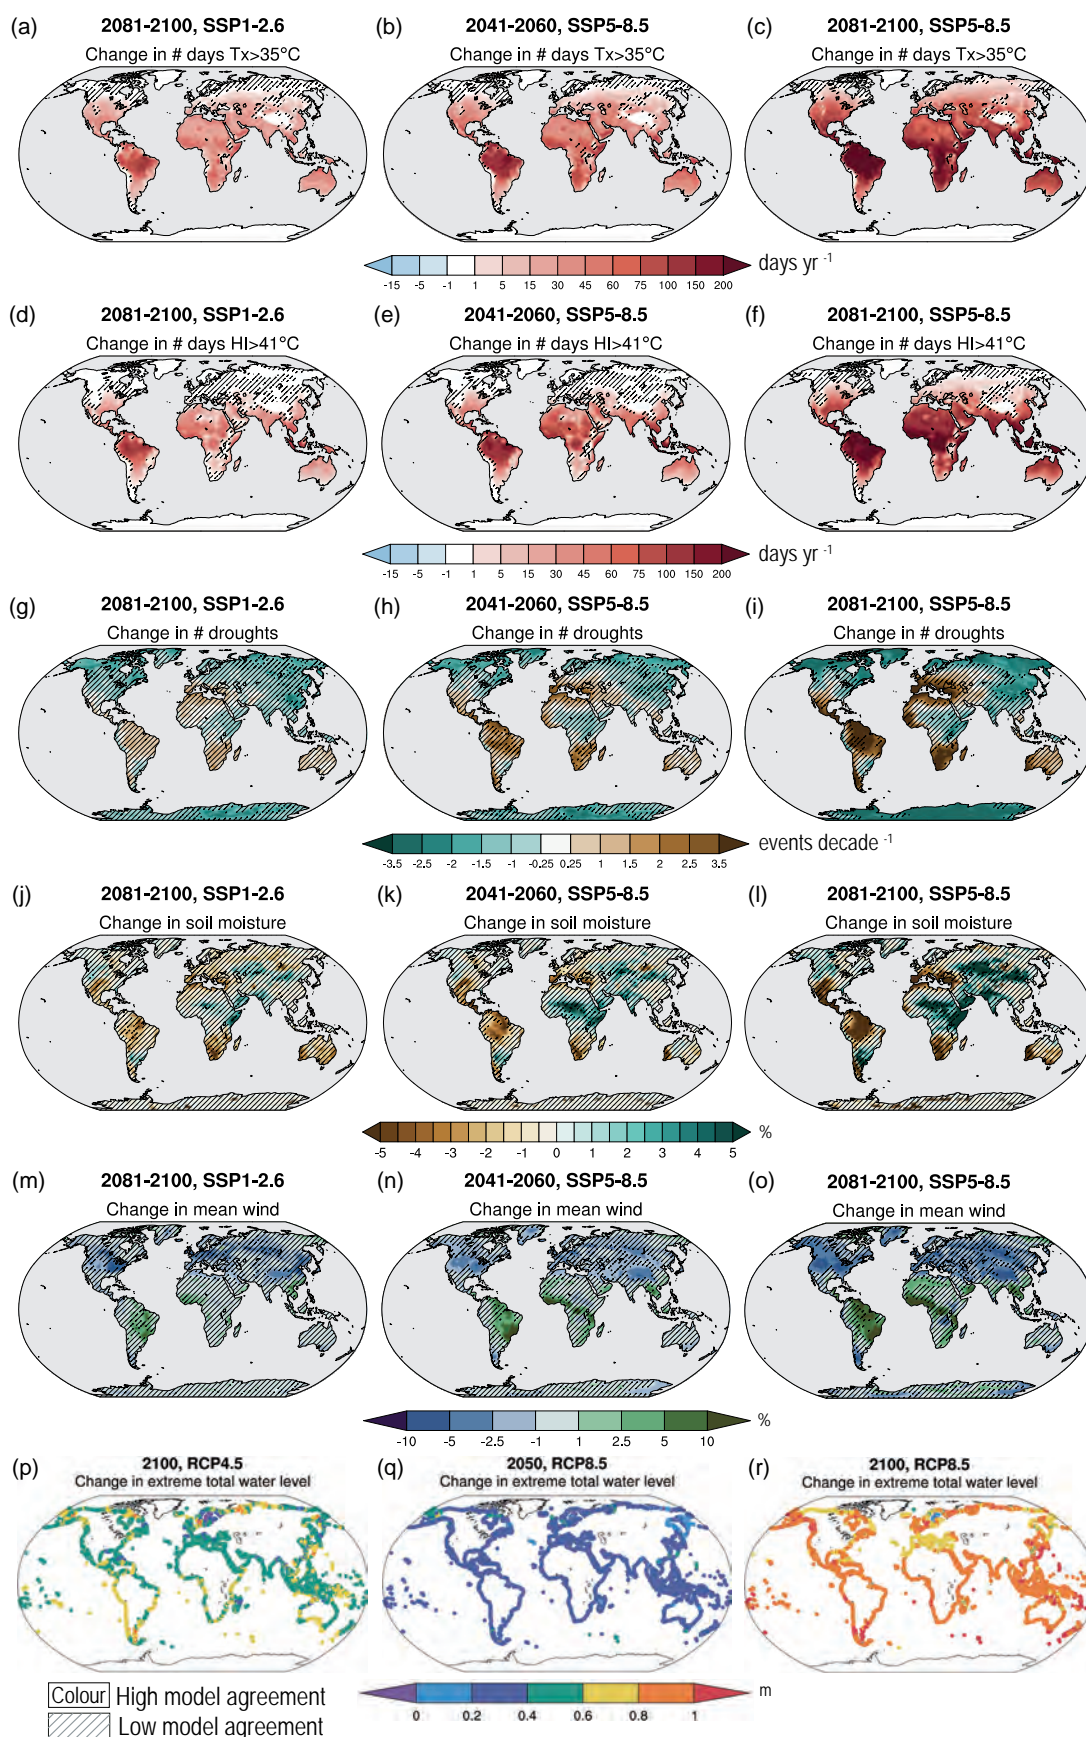 (a) 2081-2100, SSP1-2.6
Change in # days Tx>35°C
(b) 2041-2060, SSP5-8.5
Change in # days Tx>35°C
(c) 2081-2100, SSP5-8.5
Change in # days Tx>35°C
-15 -5 -1 1 5 15 30 45 60 75 100 150 200
days yr -1
(d) 2081-2100, SSP1-2.6
Change in # days HI>41°C
(e) 2041-2060, SSP5-8.5
Change in # days HI>41°C
(f) 2081-2100, SSP5-8.5
Change in # days HI>41°C
-15 -5 -1 1 5 15 30 45 60 75 100 150 200
days yr -1
(g) 2081-2100, SSP1-2.6
Change in # droughts
(h) 2041-2060, SSP5-8.5
Change in # droughts
(i) 2081-2100, SSP5-8.5
Change in # droughts
-3.5 -2.5 -2 -1.5 -1 -0.25 0.25 1 1.5 2 2.5 3.5
events decade -1
(j) 2081-2100, SSP1-2.6
Change in soil moisture
(k) 2041-2060, SSP5-8.5
Change in soil moisture
(l) 2081-2100, SSP5-8.5
Change in soil moisture
-5 -4 -3 -2 -1 0 1 2 3 4 5
%
(m) 2081-2100, SSP1-2.6
Change in mean wind
(n) 2041-2060, SSP5-8.5
Change in mean wind
(o) 2081-2100, SSP5-8.5
Change in mean wind
-10 -5 -2.5 -1 1 2.5 5 10
%
(p) 2100, RCP4.5
Change in extreme total water level
(q) 2050, RCP8.5
Change in extreme total water level
(r) 2100, RCP8.5
Change in extreme total water level
0 0.2 0.4 0.6 0.8 1
m
Colour High model agreement
Low model agreement